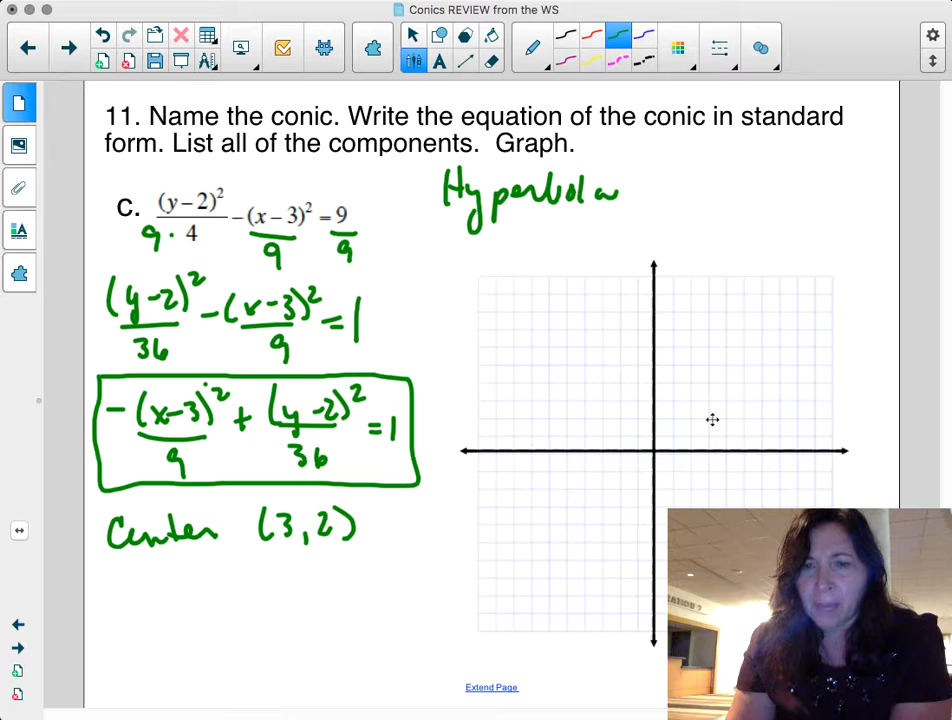 Conics REVIEW from the WS
11. Name the conic. Write the equation of the conic in standard
form. List all of the components. Graph.
c. (y – 2)² / 4 – (x – 3)² = 9
9 · 9 9
Hyperbola
(y - 2)² / 36 - (x - 3)² / 9 = 1
- (x - 3)² / 9 + (y - 2)² / 36 = 1
Center (3, 2)
Extend Page